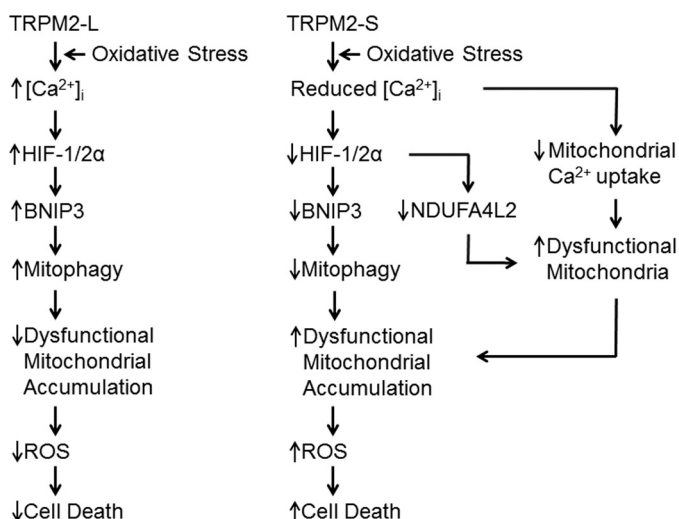 TRPM2-L
Oxidative Stress
↑[Ca²⁺]ᵢ
↑HIF-1/2α
↑BNIP3
↑Mitophagy
↓Dysfunctional
Mitochondrial
Accumulation
↓ROS
↓Cell Death
TRPM2-S
Oxidative Stress
Reduced [Ca²⁺]ᵢ
↓HIF-1/2α
↓BNIP3
↓Mitophagy
↑Dysfunctional
Mitochondrial
Accumulation
↑ROS
↑Cell Death
↓NDUFA4L2
↓Mitochondrial
Ca²⁺ uptake
↑Dysfunctional
Mitochondria